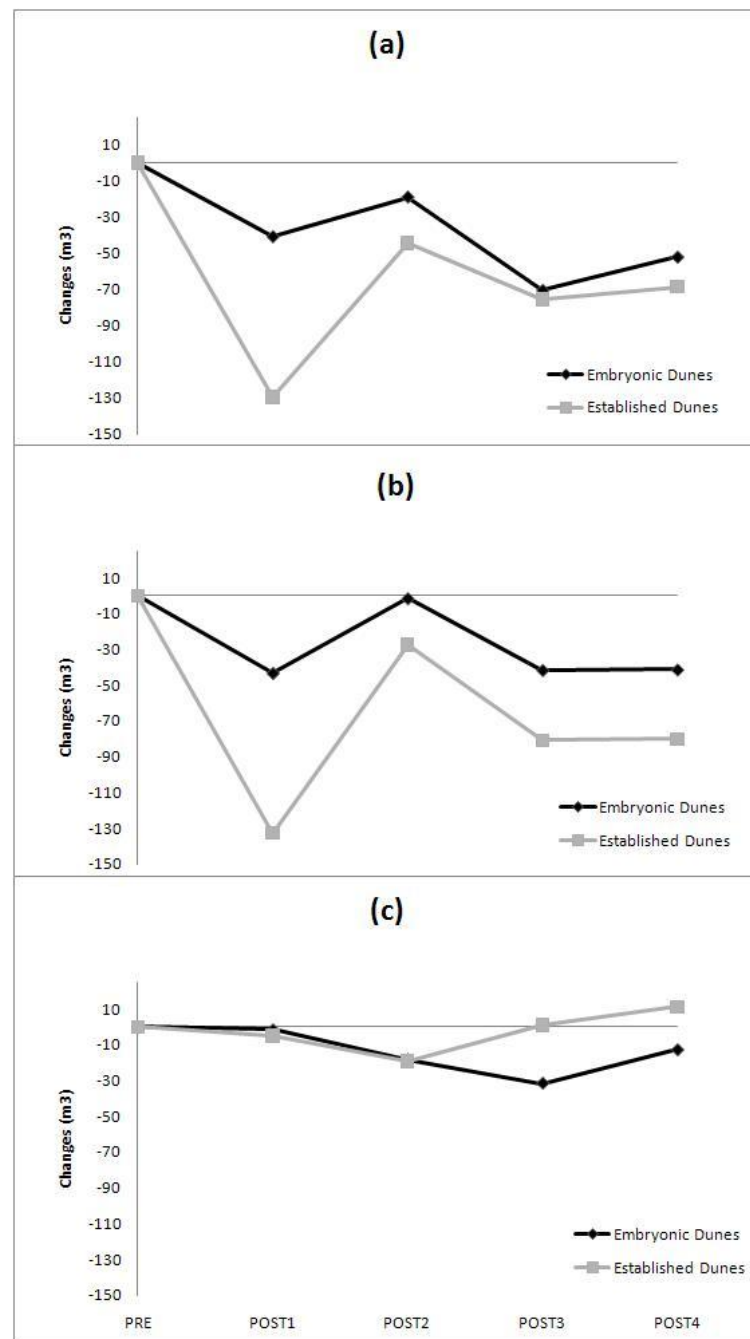 (a)
10
-10
-30
-50
-70
-90
-110
-130
-150
Changes (m3)
Embryonic Dunes
Established Dunes
(b)
10
-10
-30
-50
-70
-90
-110
-130
-150
Changes (m3)
Embryonic Dunes
Established Dunes
(c)
10
-10
-30
-50
-70
-90
-110
-130
-150
Changes (m3)
Embryonic Dunes
Established Dunes
PRE POST1 POST2 POST3 POST4